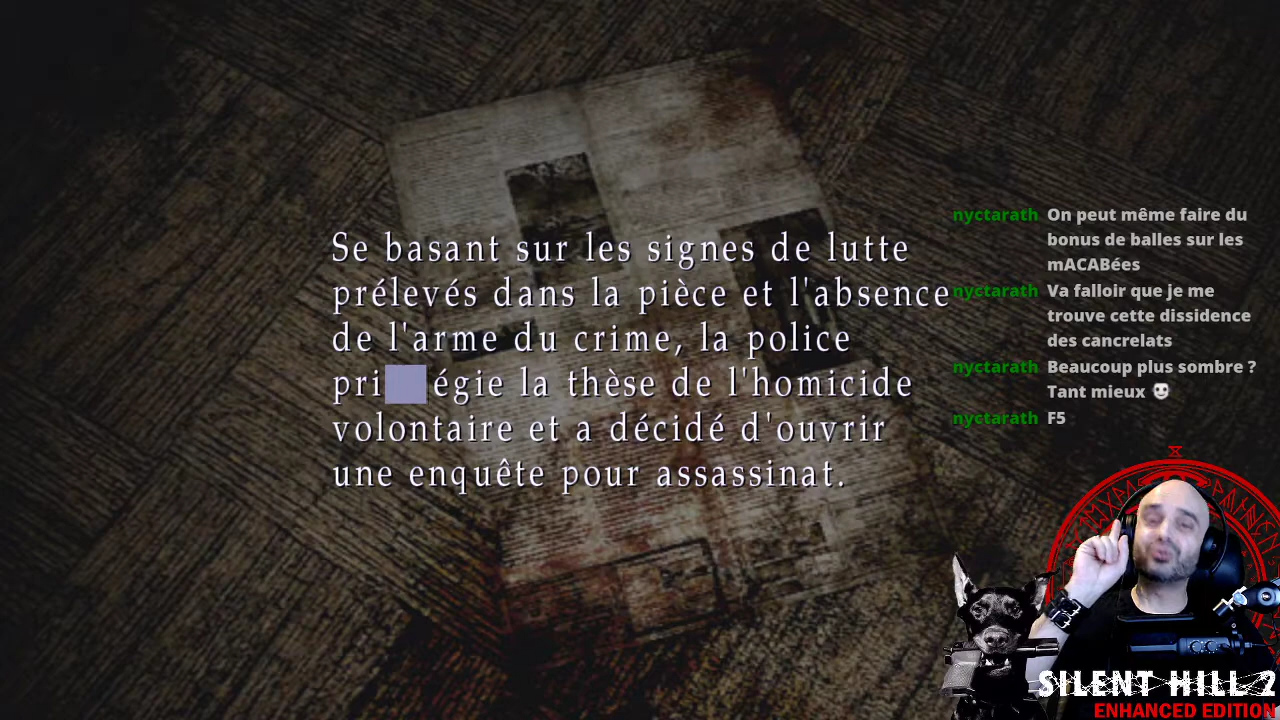 Se basant sur les signes de lutte
prélevés dans la pièce et l'absence
de l'arme du crime, la police
la thèse de l'homicide
volontaire et a décidé d'ouvrir
une enquête pour assassinat.
nyctarath On peut même faire du
bonus de balles sur les
mACABées
nyctarath Va falloir que je me
trouve cette dissidence
des cancrelats
nyctarath Beaucoup plus sombre ?
Tant mieux
nyctarath F5
SILENT HILL 2
ENHANCED EDITION